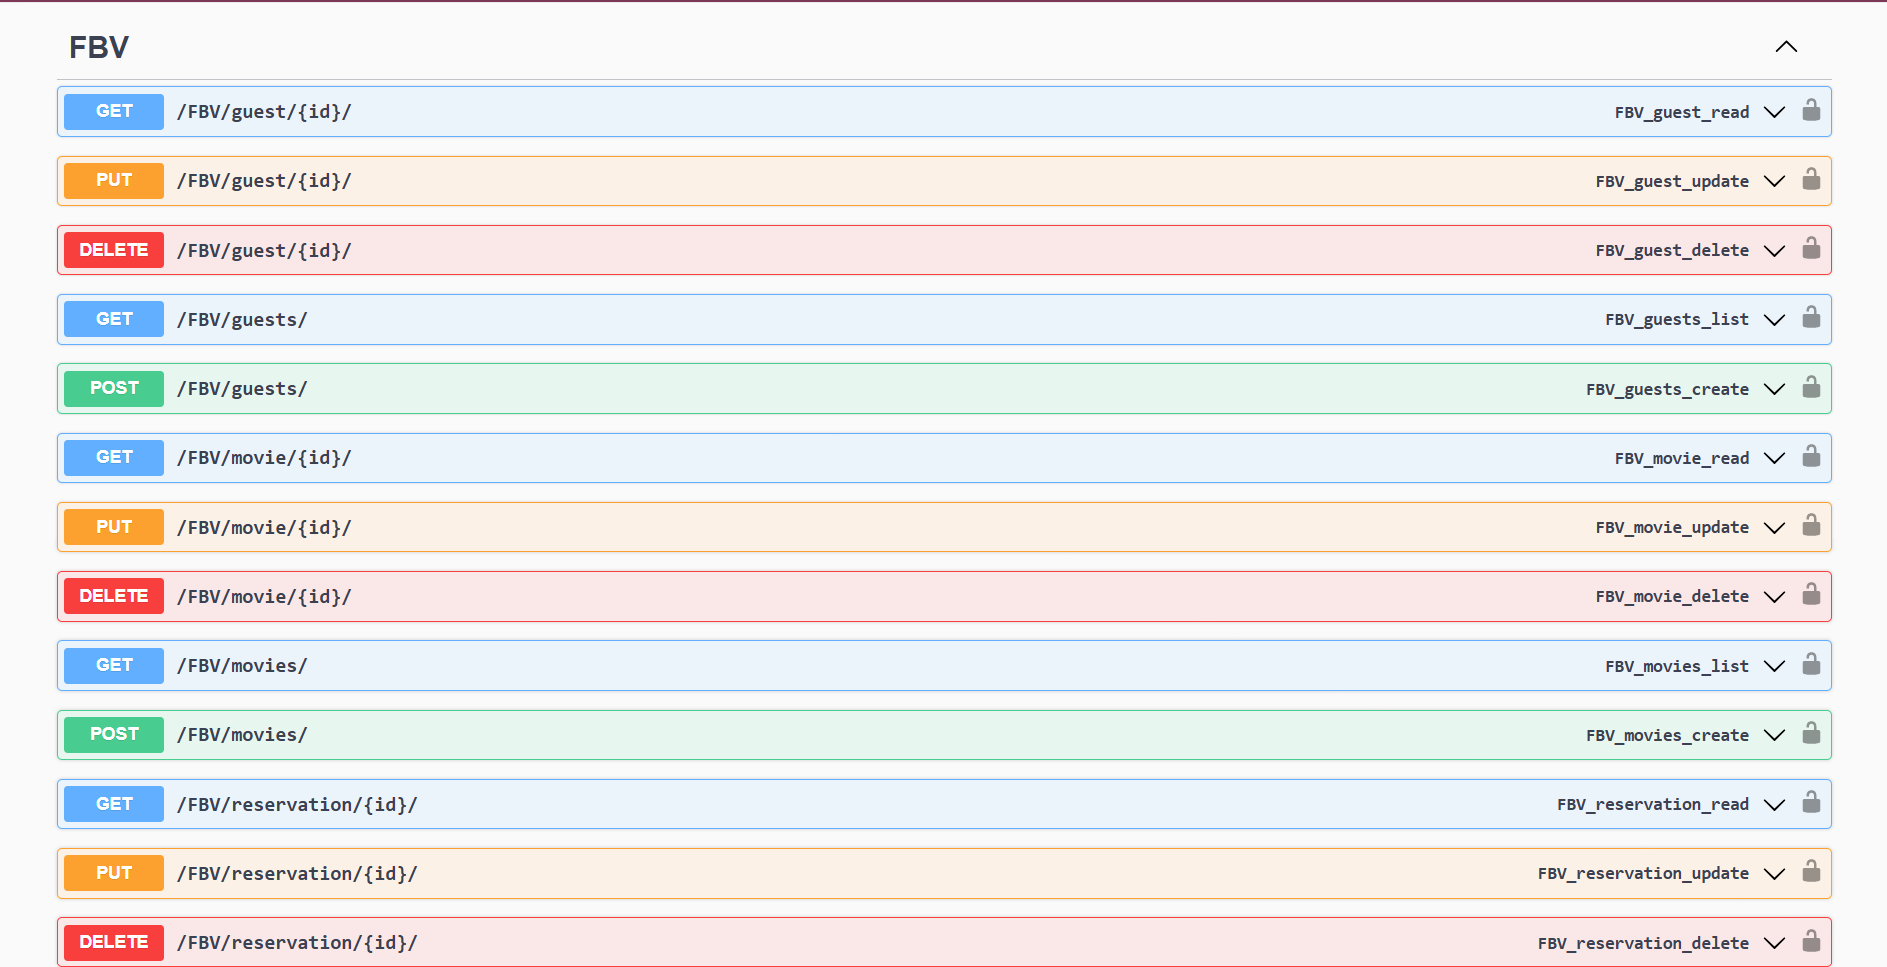 FBV
GET /FBV/guest/{id}/ FBV_guest_read
PUT /FBV/guest/{id}/ FBV_guest_update
DELETE /FBV/guest/{id}/ FBV_guest_delete
GET /FBV/guests/ FBV_guests_list
POST /FBV/guests/ FBV_guests_create
GET /FBV/movie/{id}/ FBV_movie_read
PUT /FBV/movie/{id}/ FBV_movie_update
DELETE /FBV/movie/{id}/ FBV_movie_delete
GET /FBV/movies/ FBV_movies_list
POST /FBV/movies/ FBV_movies_create
GET /FBV/reservation/{id}/ FBV_reservation_read
PUT /FBV/reservation/{id}/ FBV_reservation_update
DELETE /FBV/reservation/{id}/ FBV_reservation_delete